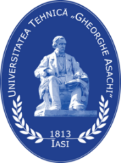 UNIVERSITATEA TEHNICĂ „GHEORGHE ASACHI”
1813
IAȘI